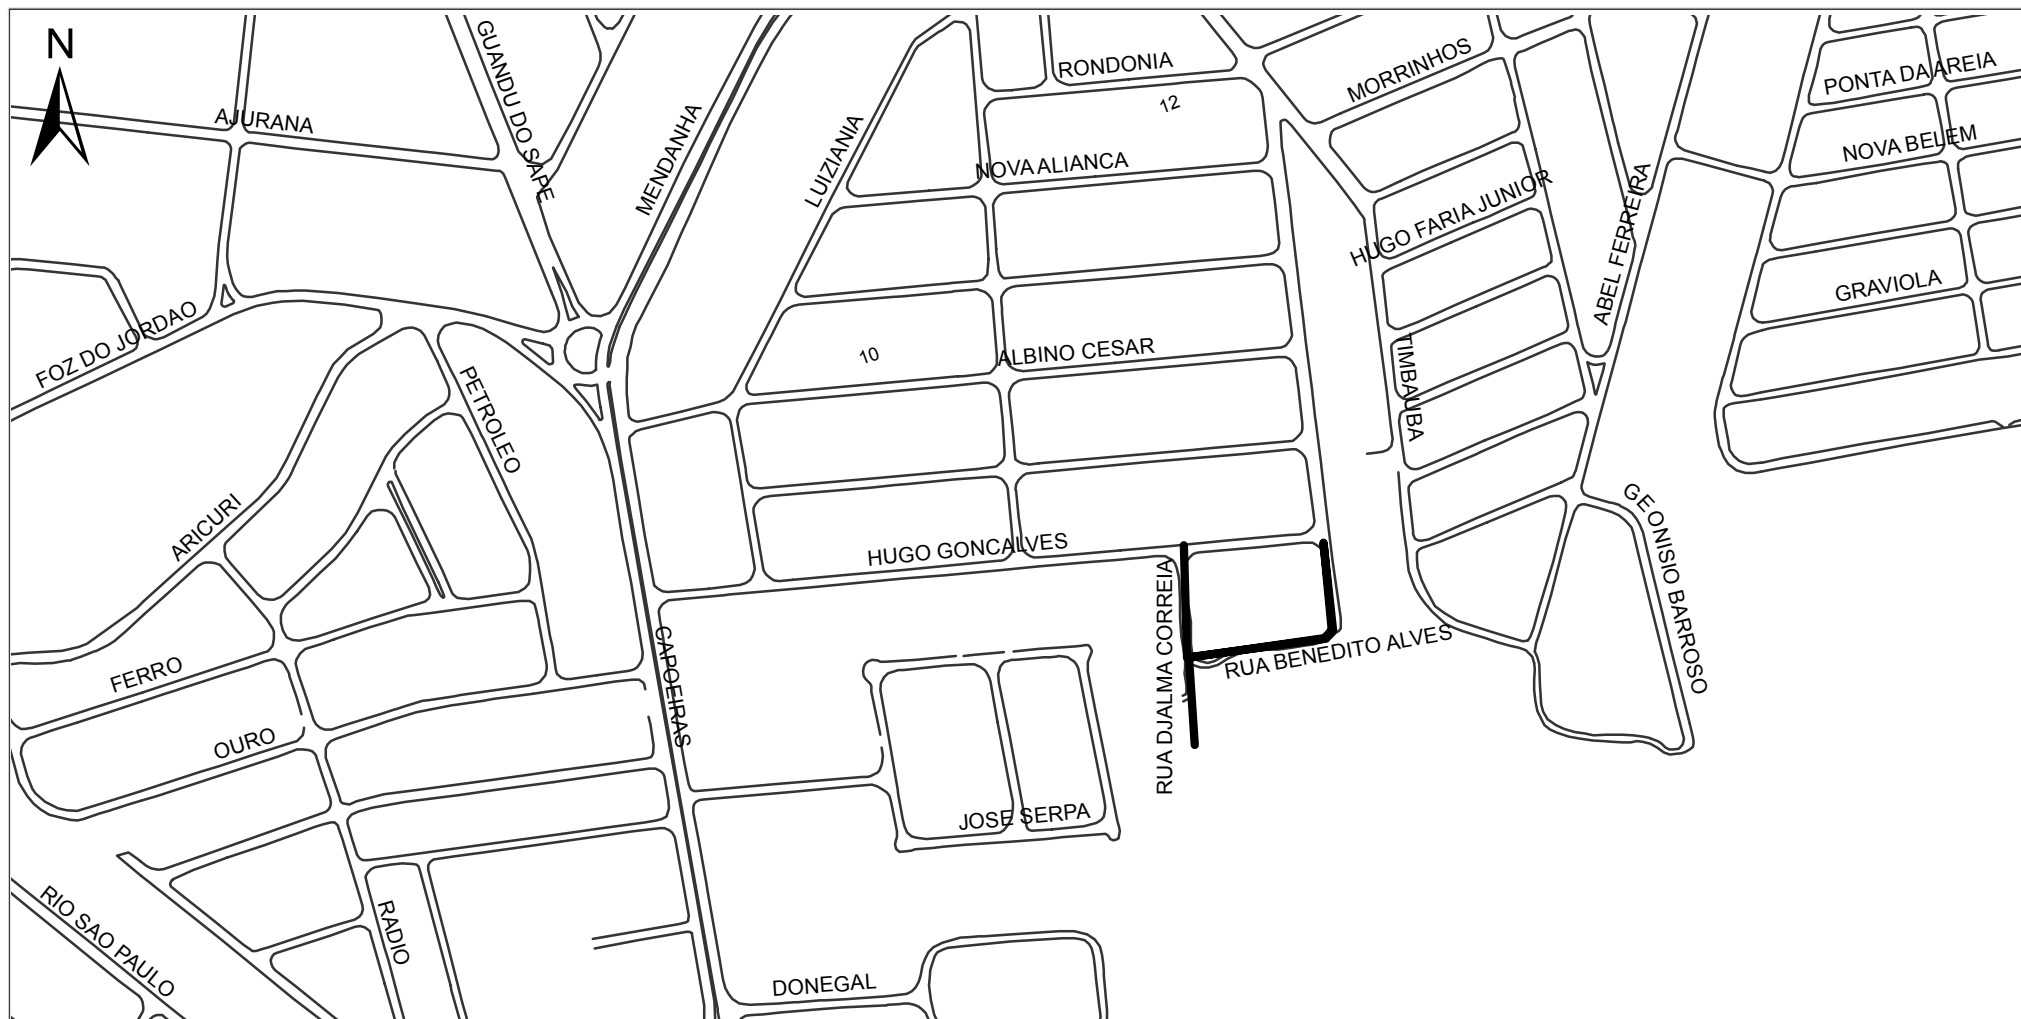 N
GUANDU DO SAPE
RONDONIA
MORRINHOS
PONTA DA AREIA
12
AJURANA
MENDANHA
LUIZIANIA
NOVA ALIANCA
NOVA BELEM
HUGO FARIA JUNIOR
ABEL FERREIRA
GRAVIOLA
FOZ DO JORDAO
10
ALBINO CESAR
TIMBAUBA
PETROLEO
ARICURI
GEONISIO BARROSO
HUGO GONCALVES
RUA DJALMA CORREIA
RUA BENEDITO ALVES
FERRO
CAPOEIRAS
OURO
JOSE SERPA
RADIO
RIO SAO PAULO
DONEGAL